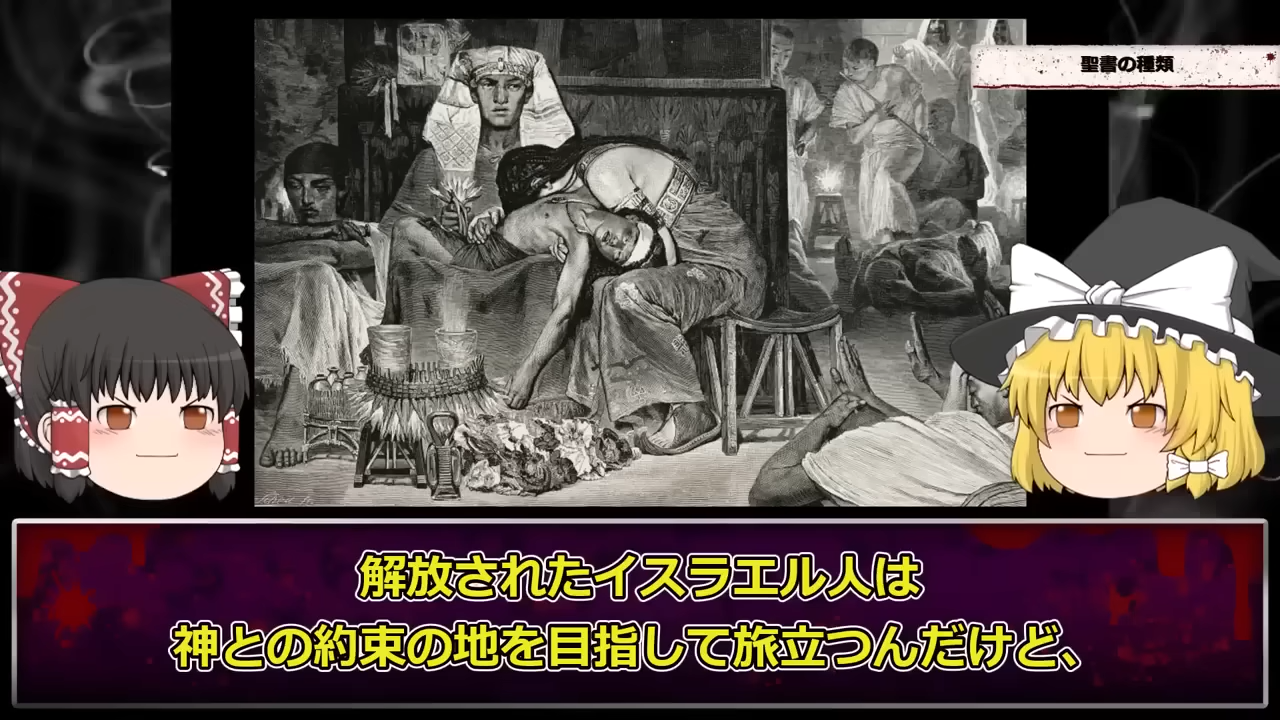 聖書の種類
解放されたイスラエル人は
神との約束の地を目指して旅立つんだけど、